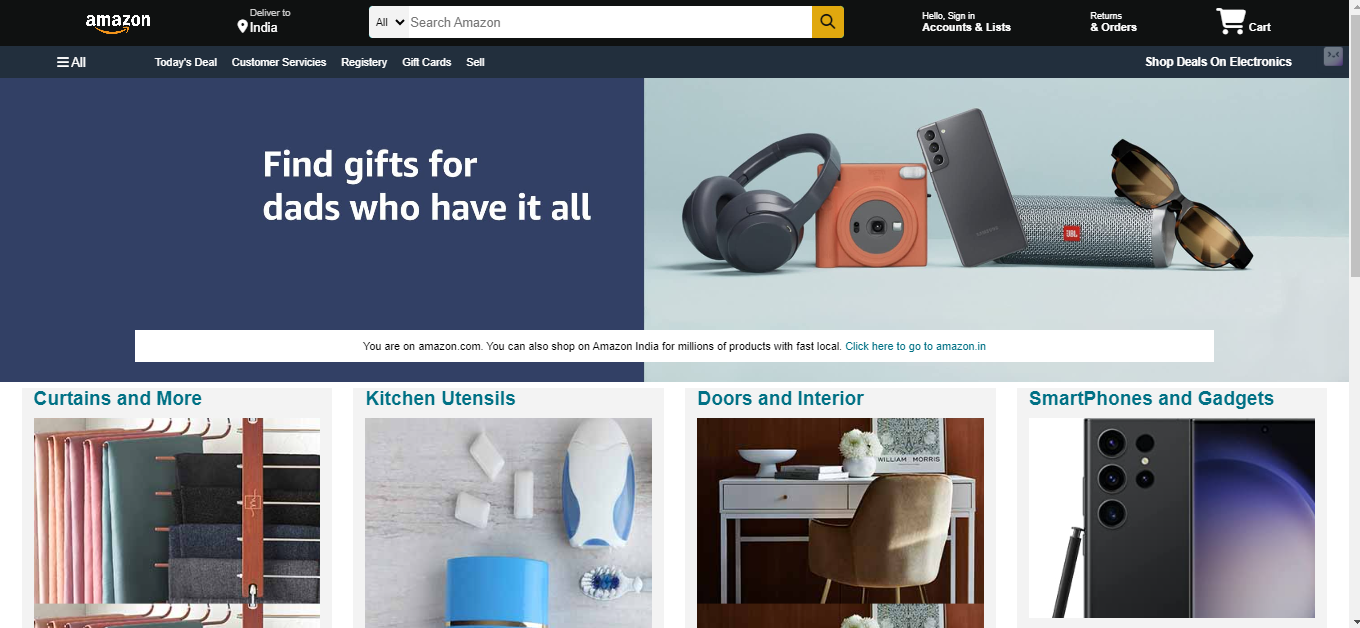 amazon
Deliver to
India
All
Search Amazon
Hello, Sign in
Accounts & Lists
Returns
& Orders
Cart
All
Today's Deal
Customer Servicies
Registery
Gift Cards
Sell
Shop Deals On Electronics
Find gifts for
dads who have it all
SAMSUNG
JBL
You are on amazon.com. You can also shop on Amazon India for millions of products with fast local. Click here to go to amazon.in
Curtains and More
Kitchen Utensils
Doors and Interior
SmartPhones and Gadgets
WILLIAM MORRIS